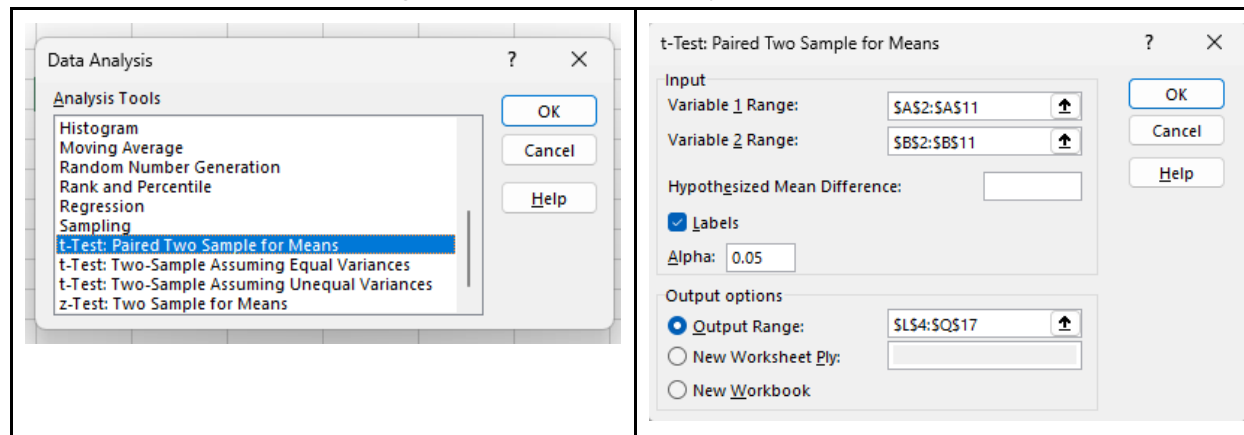 Data Analysis ? ×
Analysis Tools
Histogram
Moving Average
Random Number Generation
Rank and Percentile
Regression
Sampling
t-Test: Paired Two Sample for Means
t-Test: Two-Sample Assuming Equal Variances
t-Test: Two-Sample Assuming Unequal Variances
z-Test: Two Sample for Means
OK
Cancel
Help
t-Test: Paired Two Sample for Means ? ×
Input
Variable 1 Range: $A$2:$A$11
Variable 2 Range: $B$2:$B$11
Hypothesized Mean Difference:
Labels
Alpha: 0.05
Output options
Output Range: $L$4:$Q$17
New Worksheet Ply:
New Workbook
OK
Cancel
Help